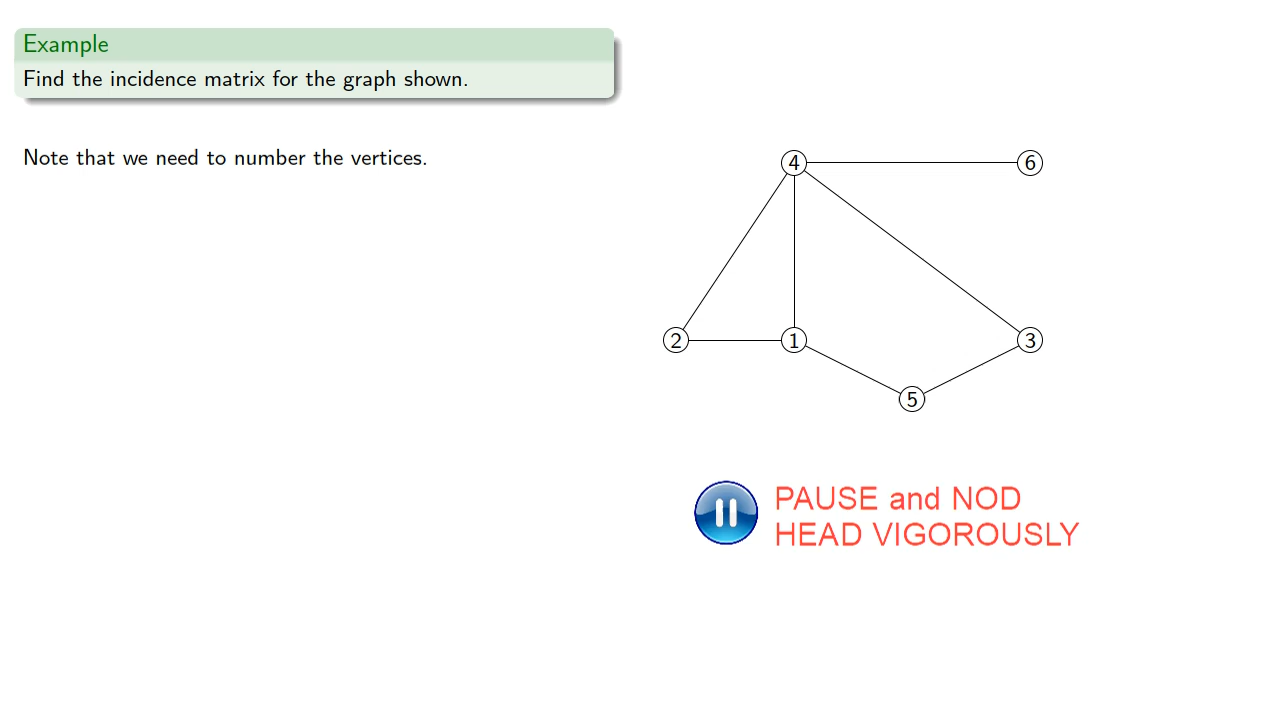 Example
Find the incidence matrix for the graph shown.
Note that we need to number the vertices.
4
6
2
1
3
5
PAUSE and NOD
HEAD VIGOROUSLY